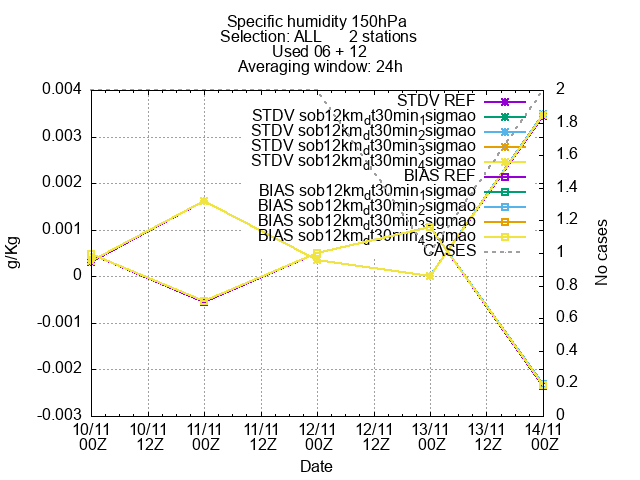 Specific humidity 150hPa
Selection: ALL 2 stations
Used 06 + 12
Averaging window: 24h
0.004
0.003
0.002
0.001
0
-0.001
-0.002
-0.003
g/Kg
STDV REF
STDV sob12km_dt30min_1sigmao
STDV sob12km_dt30min_2sigmao
STDV sob12km_dt30min_3sigmao
STDV sob12km_dt30min_4sigmao
BIAS REF
BIAS sob12km_dt30min_1sigmao
BIAS sob12km_dt30min_2sigmao
BIAS sob12km_dt30min_3sigmao
BIAS sob12km_dt30min_4sigmao
CASES
2
1.8
1.6
1.4
1.2
1
0.8
0.6
0.4
0.2
0
No cases
10/11 10/11 11/11 11/11 12/11 12/11 13/11 13/11 14/11
00Z 12Z 00Z 12Z 00Z 12Z 00Z 12Z 00Z
Date